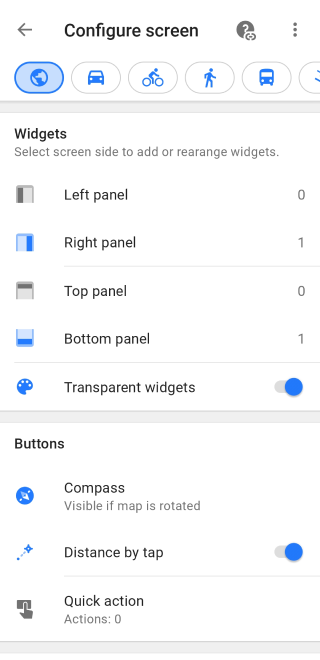 Configure screen
Widgets
Select screen side to add or rearrange widgets.
Left panel 0
Right panel 1
Top panel 0
Bottom panel 1
Transparent widgets
Buttons
Compass
Visible if map is rotated
Distance by tap
Quick action
Actions: 0